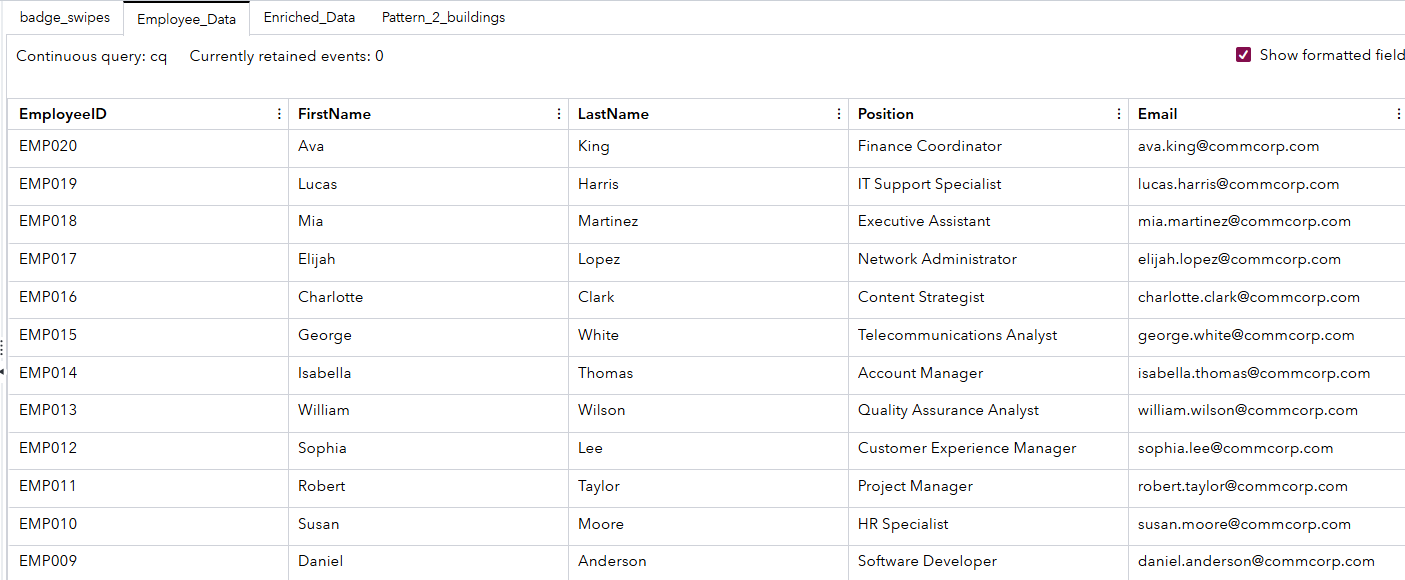 badge_swipes Employee_Data Enriched_Data Pattern_2_buildings
Continuous query: cq Currently retained events: 0 Show formatted field
EmployeeID FirstName LastName Position Email
EMP020 Ava King Finance Coordinator ava.king@commcorp.com
EMP019 Lucas Harris IT Support Specialist lucas.harris@commcorp.com
EMP018 Mia Martinez Executive Assistant mia.martinez@commcorp.com
EMP017 Elijah Lopez Network Administrator elijah.lopez@commcorp.com
EMP016 Charlotte Clark Content Strategist charlotte.clark@commcorp.com
EMP015 George White Telecommunications Analyst george.white@commcorp.com
EMP014 Isabella Thomas Account Manager isabella.thomas@commcorp.com
EMP013 William Wilson Quality Assurance Analyst william.wilson@commcorp.com
EMP012 Sophia Lee Customer Experience Manager sophia.lee@commcorp.com
EMP011 Robert Taylor Project Manager robert.taylor@commcorp.com
EMP010 Susan Moore HR Specialist susan.moore@commcorp.com
EMP009 Daniel Anderson Software Developer daniel.anderson@commcorp.com